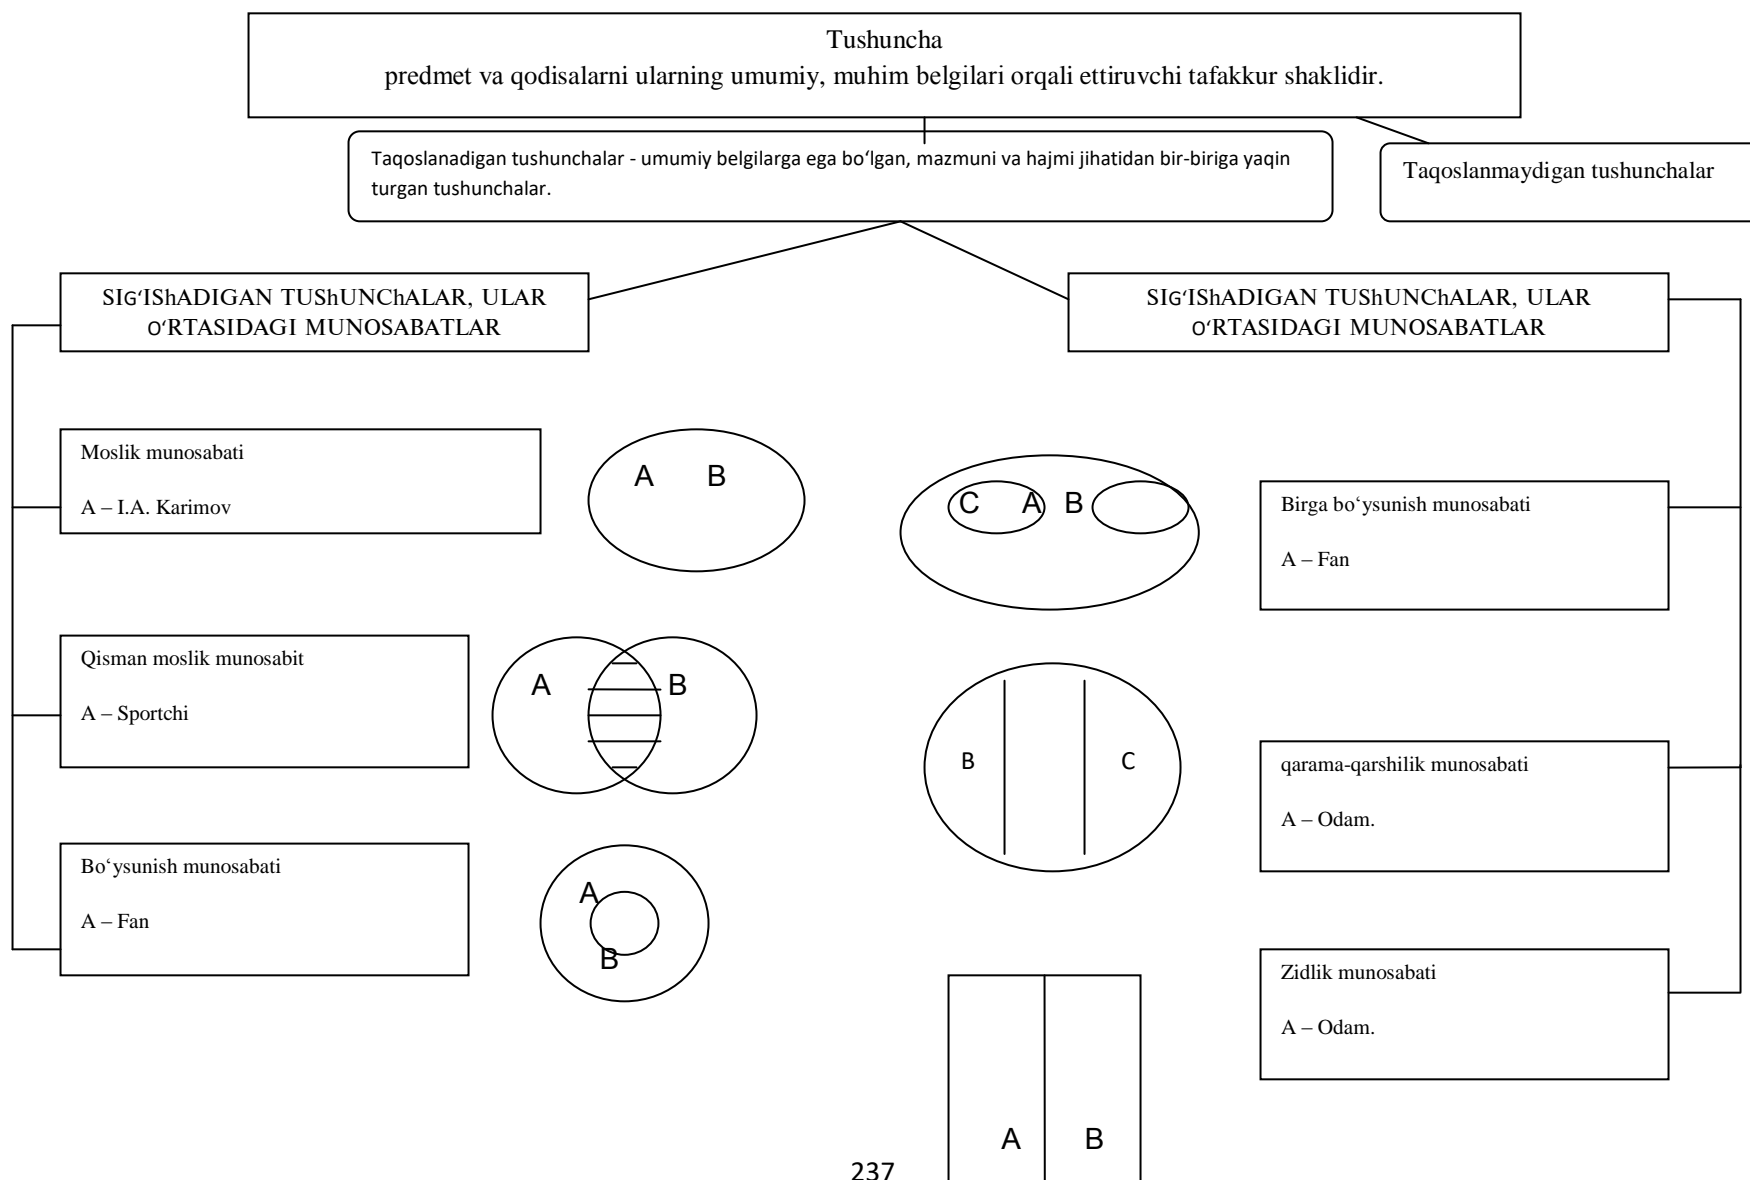 Tushuncha
predmet va qodisalarni ularning umumiy, muhim belgilari orqali ettiruvchi tafakkur shaklidir.
Taqoslanadigan tushunchalar - umumiy belgilarga ega bo‘lgan, mazmuni va hajmi jihatidan bir-biriga yaqin
turgan tushunchalar.
Taqoslanmaydigan tushunchalar
SIG‘IShADIGAN TUShUNChALAR, ULAR
O‘RTASIDAGI MUNOSABATLAR
SIG‘IShADIGAN TUShUNChALAR, ULAR
O‘RTASIDAGI MUNOSABATLAR
Moslik munosabati
A – I.A. Karimov
A B
C A B
Birga bo‘ysunish munosabati
A – Fan
Qisman moslik munosabit
A – Sportchi
A B
B C
qarama-qarshilik munosabati
A – Odam.
Bo‘ysunish munosabati
A – Fan
A
B
Zidlik munosabati
A – Odam.
A B
237